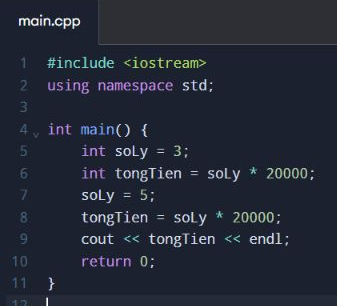 main.cpp
1 #include <iostream>
2 using namespace std;
3
4 int main() {
5     int soLy = 3;
6     int tongTien = soLy * 20000;
7     soLy = 5;
8     tongTien = soLy * 20000;
9     cout << tongTien << endl;
10     return 0;
11 }
12